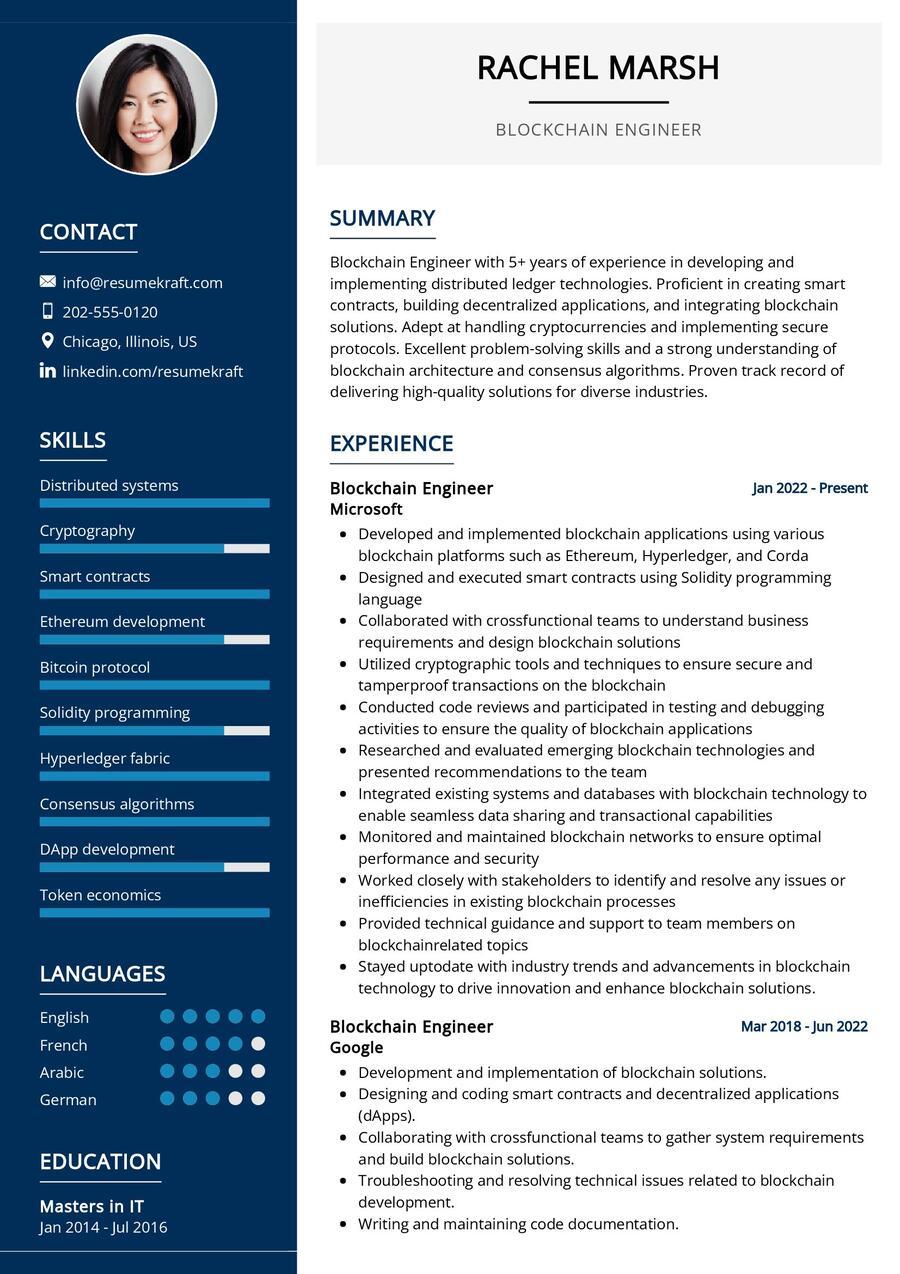 CONTACT
info@resumekraft.com
202-555-0120
Chicago, Illinois, US
linkedin.com/resumekraft
SKILLS
Distributed systems
Cryptography
Smart contracts
Ethereum development
Bitcoin protocol
Solidity programming
Hyperledger fabric
Consensus algorithms
DApp development
Token economics
LANGUAGES
English
French
Arabic
German
EDUCATION
Masters in IT
Jan 2014 - Jul 2016
RACHEL MARSH
BLOCKCHAIN ENGINEER
SUMMARY
Blockchain Engineer with 5+ years of experience in developing and
implementing distributed ledger technologies. Proficient in creating smart
contracts, building decentralized applications, and integrating blockchain
solutions. Adept at handling cryptocurrencies and implementing secure
protocols. Excellent problem-solving skills and a strong understanding of
blockchain architecture and consensus algorithms. Proven track record of
delivering high-quality solutions for diverse industries.
EXPERIENCE
Blockchain Engineer Jan 2022 - Present
Microsoft
• Developed and implemented blockchain applications using various
blockchain platforms such as Ethereum, Hyperledger, and Corda
• Designed and executed smart contracts using Solidity programming
language
• Collaborated with crossfunctional teams to understand business
requirements and design blockchain solutions
• Utilized cryptographic tools and techniques to ensure secure and
tamperproof transactions on the blockchain
• Conducted code reviews and participated in testing and debugging
activities to ensure the quality of blockchain applications
• Researched and evaluated emerging blockchain technologies and
presented recommendations to the team
• Integrated existing systems and databases with blockchain technology to
enable seamless data sharing and transactional capabilities
• Monitored and maintained blockchain networks to ensure optimal
performance and security
• Worked closely with stakeholders to identify and resolve any issues or
inefficiencies in existing blockchain processes
• Provided technical guidance and support to team members on
blockchainrelated topics
• Stayed uptodate with industry trends and advancements in blockchain
technology to drive innovation and enhance blockchain solutions.
Blockchain Engineer Mar 2018 - Jun 2022
Google
• Development and implementation of blockchain solutions.
• Designing and coding smart contracts and decentralized applications
(dApps).
• Collaborating with crossfunctional teams to gather system requirements
and build blockchain solutions.
• Troubleshooting and resolving technical issues related to blockchain
development.
• Writing and maintaining code documentation.